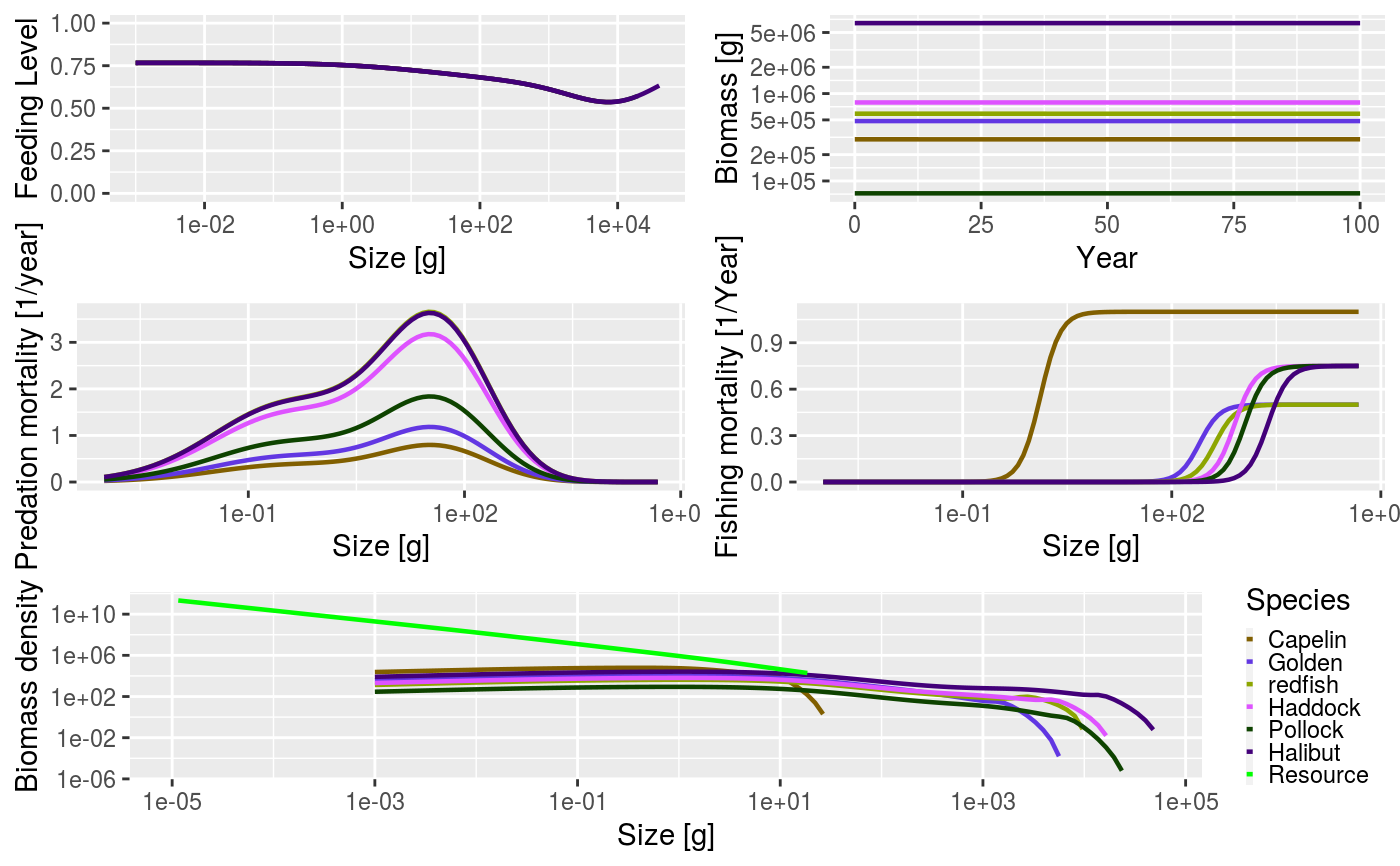 Feeding Level
1.00
0.75
0.50
0.25
0.00
1e-02 1e+00 1e+02 1e+04
Size [g]
Biomass [g]
5e+06
2e+06
1e+06
5e+05
2e+05
1e+05
0 25 50 75 100
Year
Predation mortality [1/year]
3
2
1
0
1e-01 1e+02 1e+0
Size [g]
Fishing mortality [1/Year]
0.9
0.6
0.3
0.0
1e-01 1e+02 1e+0
Size [g]
Biomass density
1e+10
1e+06
1e+02
1e-02
1e-06
1e-05 1e-03 1e-01 1e+01 1e+03 1e+05
Size [g]
Species
Capelin
Golden
redfish
Haddock
Pollock
Halibut
Resource